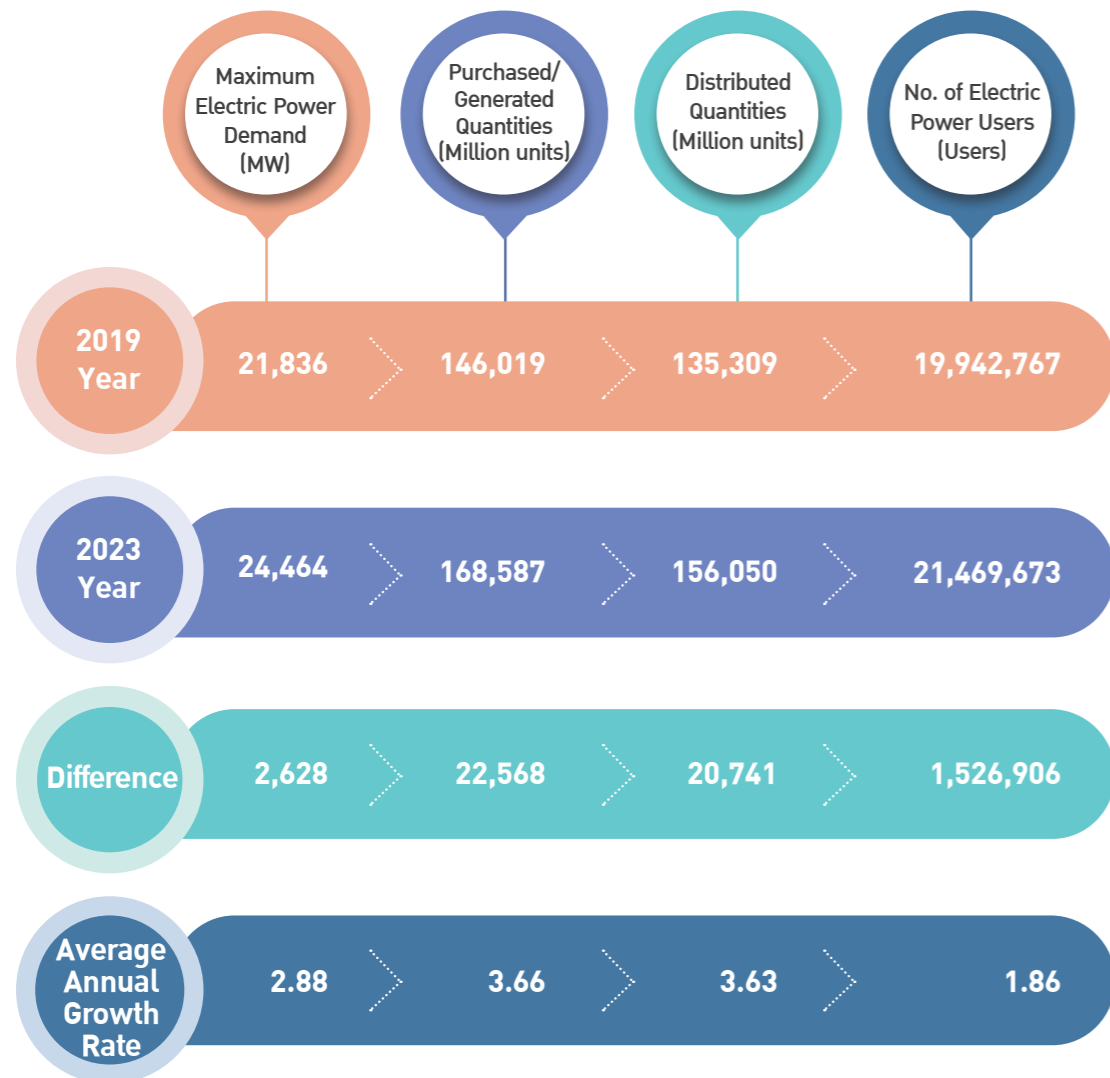 Maximum
Electric Power
Demand
(MW)
Purchased/
Generated
Quantities
(Million units)
Distributed
Quantities
(Million units)
No. of Electric
Power Users
(Users)
2019
Year
21,836
146,019
135,309
19,942,767
2023
Year
24,464
168,587
156,050
21,469,673
Difference
2,628
22,568
20,741
1,526,906
Average
Annual
Growth
Rate
2.88
3.66
3.63
1.86